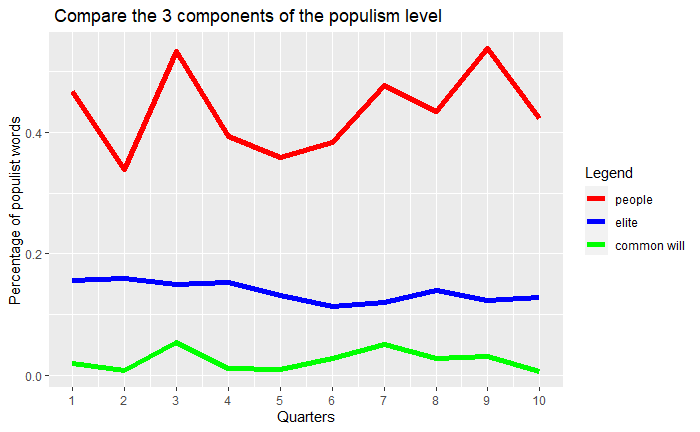 Compare the 3 components of the populism level
Percentage of populist words
0.4
0.2
0.0
1 2 3 4 5 6 7 8 9 10
Quarters
Legend
people
elite
common will